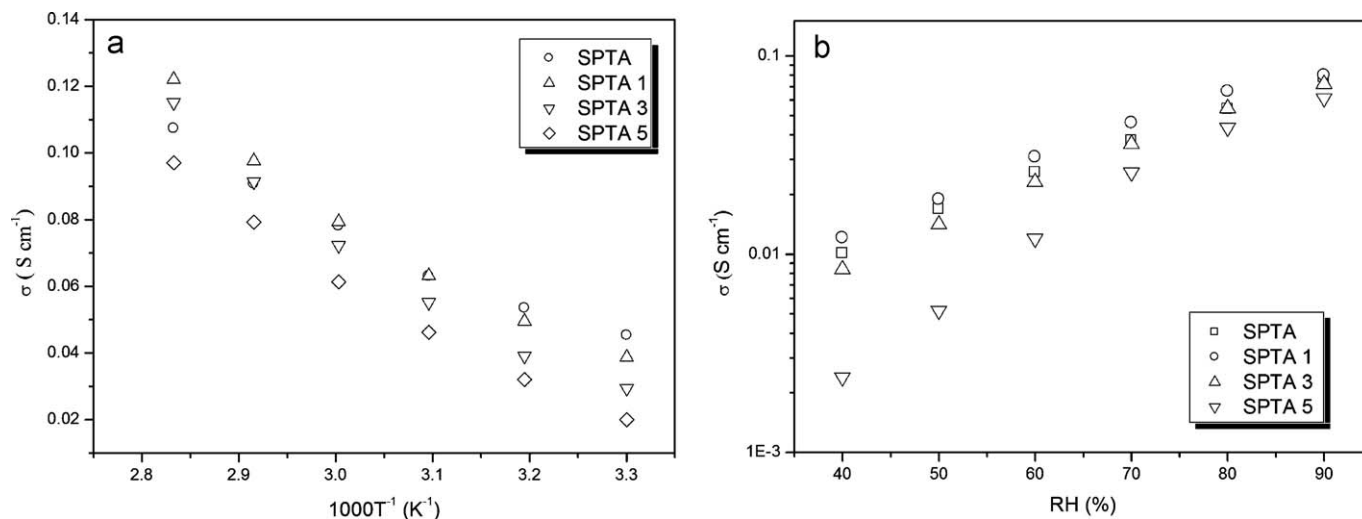 a
0.14
0.12
0.10
0.08
0.06
0.04
0.02
σ ( S cm⁻¹)
2.8 2.9 3.0 3.1 3.2 3.3
1000T⁻¹ (K⁻¹)
SPTA
SPTA 1
SPTA 3
SPTA 5
b
0.1
0.01
1E-3
σ (S cm⁻¹)
40 50 60 70 80 90
RH (%)
SPTA
SPTA 1
SPTA 3
SPTA 5